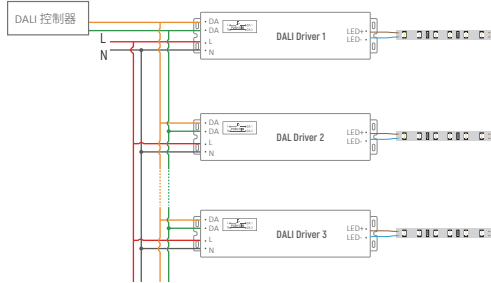 DALI 控制器
L
N
DA
DA
L
N
DALI Driver 1
LED+
LED-
DA
DA
L
N
DAL Driver 2
LED+
LED-
DA
DA
L
N
DALI Driver 3
LED+
LED-